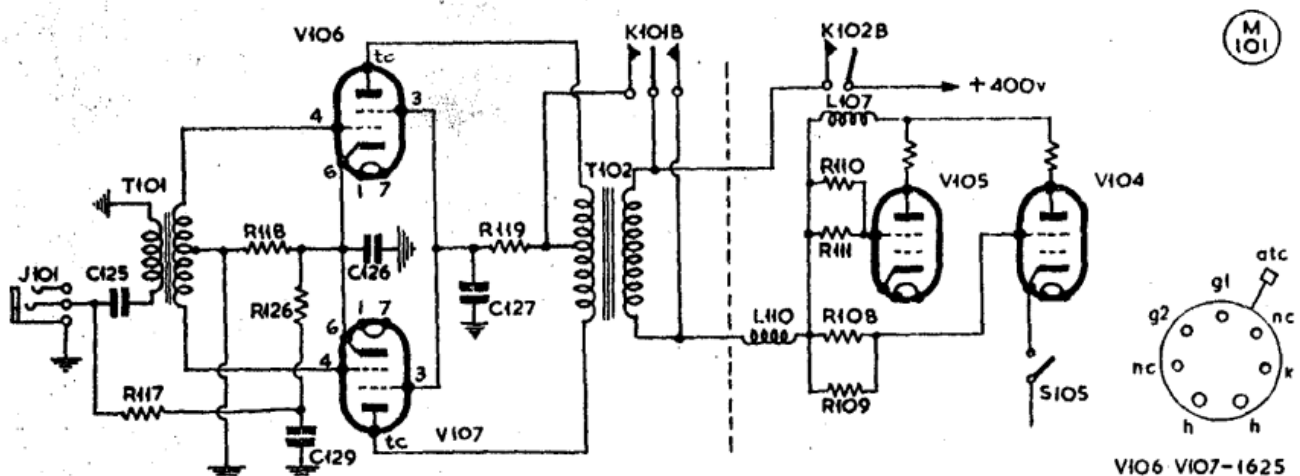 V106
K101B
K102B
M
101
tc
+400v
4
3
L107
6
7
1
T101
T102
R110
V105
V104
R118
R119
R111
J101
C125
C126
C127
R126
1
7
6
4
3
L110
R108
R109
S105
R117
C129
V107
tc
atc
g1
g2
nc
nc
k
h
h
V106 V107-1625